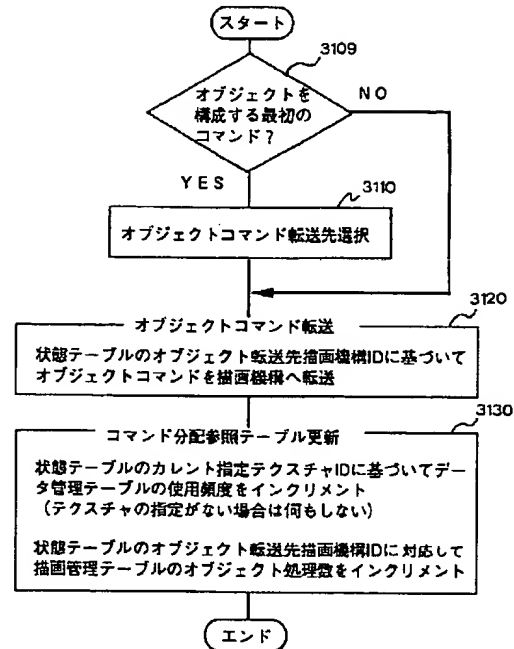 スタート
3109
オブジェクトを
構成する最初の
コマンド？
NO
YES
3110
オブジェクトコマンド転送先選択
3120
オブジェクトコマンド転送
状態テーブルのオブジェクト転送先描画機構IDに基づいて
オブジェクトコマンドを描画機構へ転送
3130
コマンド分配参照テーブル更新
状態テーブルのカレント指定テクスチャIDに基づいてデー
タ管理テーブルの使用頻度をインクリメント
（テクスチャの指定がない場合は何もしない）
状態テーブルのオブジェクト転送先描画機構IDに対応して
描画管理テーブルのオブジェクト処理数をインクリメント
エンド